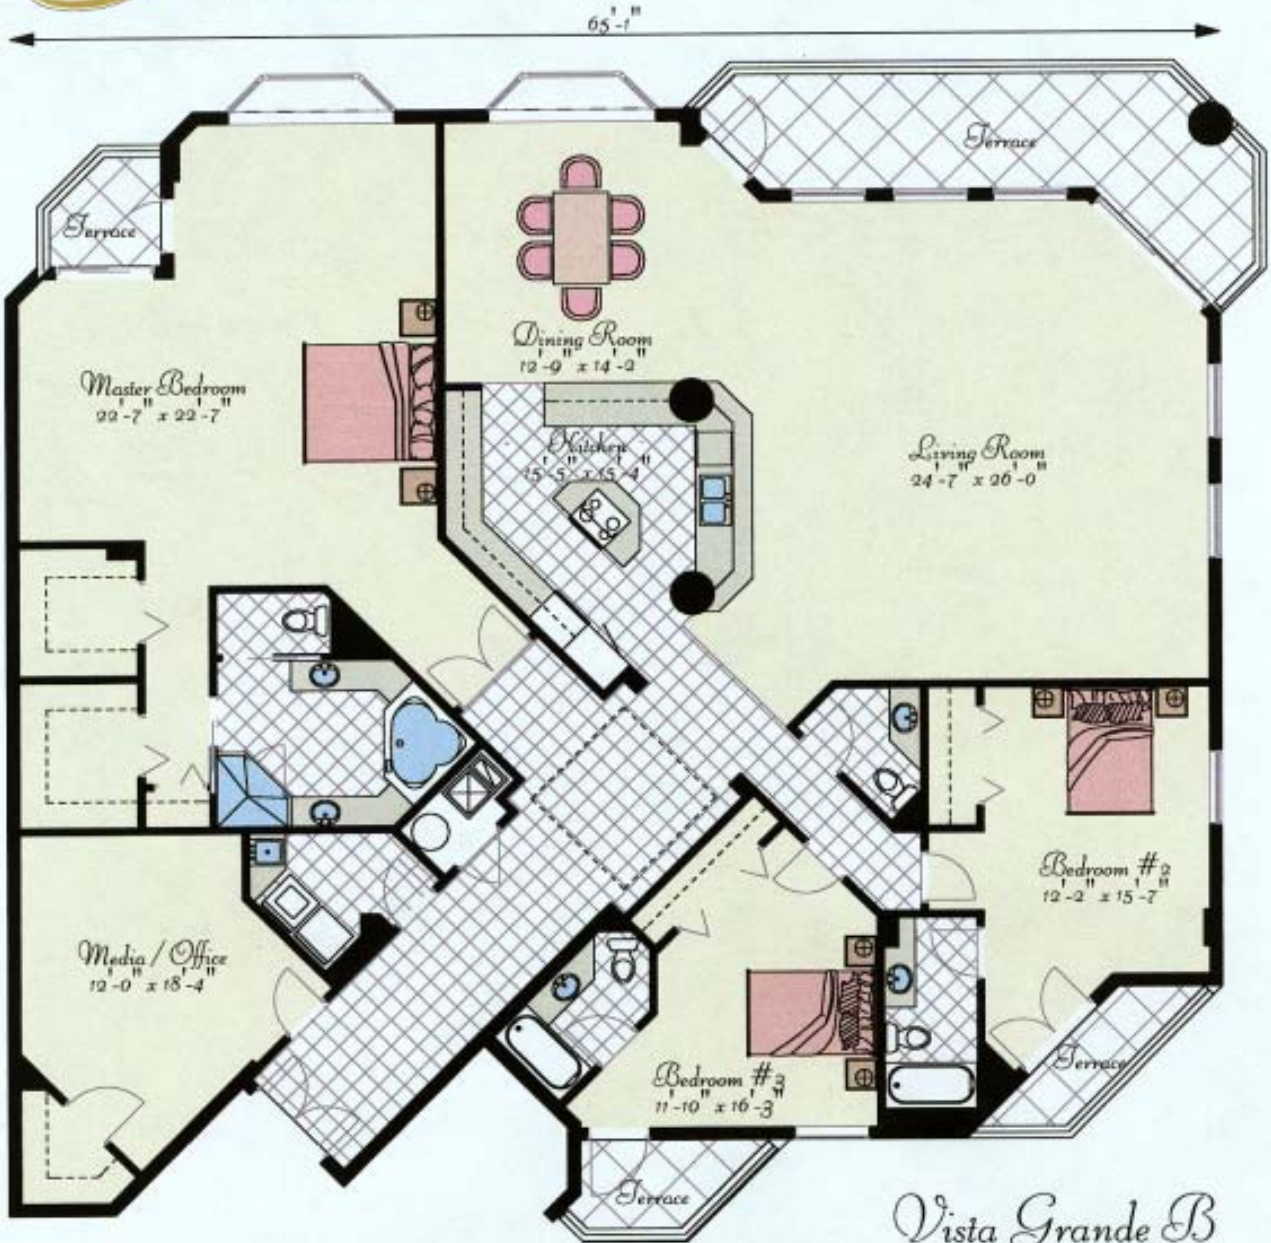 65'-1"
Terrace
Terrace
Dining Room
12'-9" x 14'-2"
Master Bedroom
22'-7" x 22'-7"
Kitchen
15'-5" x 15'-4"
Living Room
24'-7" x 26'-0"
Bedroom #2
12'-2" x 15'-7"
Media / Office
12'-0" x 18'-4"
Bedroom #3
11'-10" x 16'-3"
Terrace
Terrace
Vista Grande B